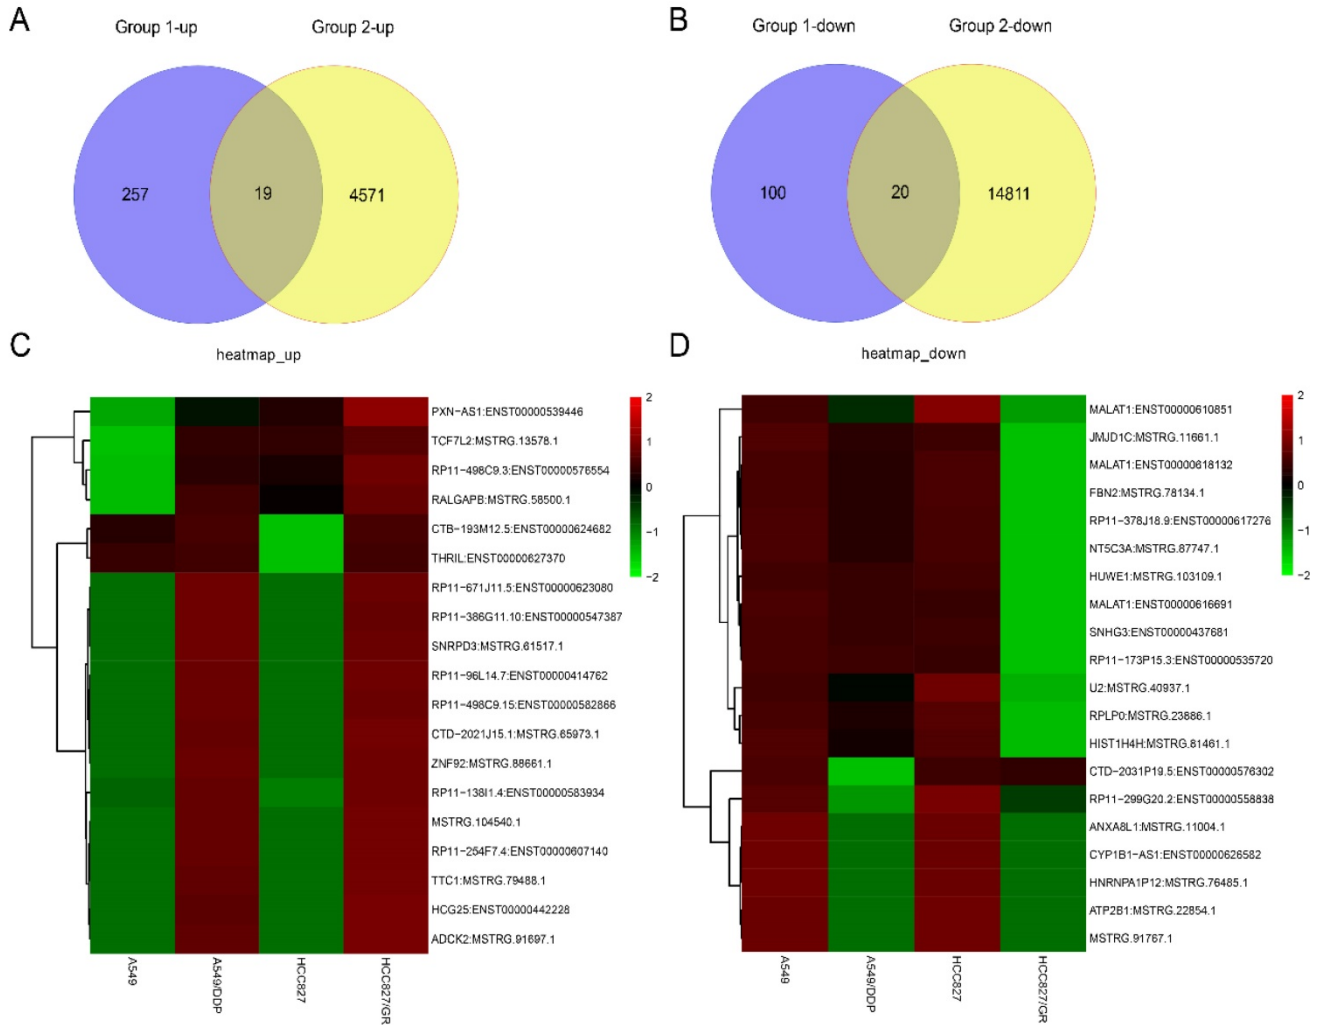 A
Group 1-up
Group 2-up
257
19
4571
B
Group 1-down
Group 2-down
100
20
14811
C
heatmap_up
PXN-AS1:ENST00000539446
TCF7L2:MSTRG.13578.1
RP11-498C9.3:ENST00000576554
RALGAPB:MSTRG.58500.1
CTB-193M12.5:ENST00000624682
THRIL:ENST00000627370
RP11-671J11.5:ENST00000623080
RP11-386G11.10:ENST00000547387
SNRPD3:MSTRG.61517.1
RP11-96L14.7:ENST00000414762
RP11-498C9.15:ENST00000582866
CTD-2021J15.1:MSTRG.65973.1
ZNF92:MSTRG.88661.1
RP11-138I1.4:ENST00000583934
MSTRG.104540.1
RP11-254F7.4:ENST00000607140
TTC1:MSTRG.79488.1
HCG25:ENST00000442228
ADCK2:MSTRG.91697.1
2
1
0
-1
-2
A549
A549/DDP
HCC827
HCC827/GR
D
heatmap_down
MALAT1:ENST00000610851
JMJD1C:MSTRG.11661.1
MALAT1:ENST00000618132
FBN2:MSTRG.78134.1
RP11-378J18.9:ENST00000617276
NT5C3A:MSTRG.87747.1
HUWE1:MSTRG.103109.1
MALAT1:ENST00000616691
SNHG3:ENST00000437681
RP11-173P15.3:ENST00000535720
U2:MSTRG.40937.1
RPLP0:MSTRG.23886.1
HIST1H4H:MSTRG.81461.1
CTD-2031P19.5:ENST00000576302
RP11-299G20.2:ENST00000558838
ANXA8L1:MSTRG.11004.1
CYP1B1-AS1:ENST00000626582
HNRNPA1P12:MSTRG.76485.1
ATP2B1:MSTRG.22854.1
MSTRG.91767.1
2
1
0
-1
-2
A549
A549/DDP
HCC827
HCC827/GR